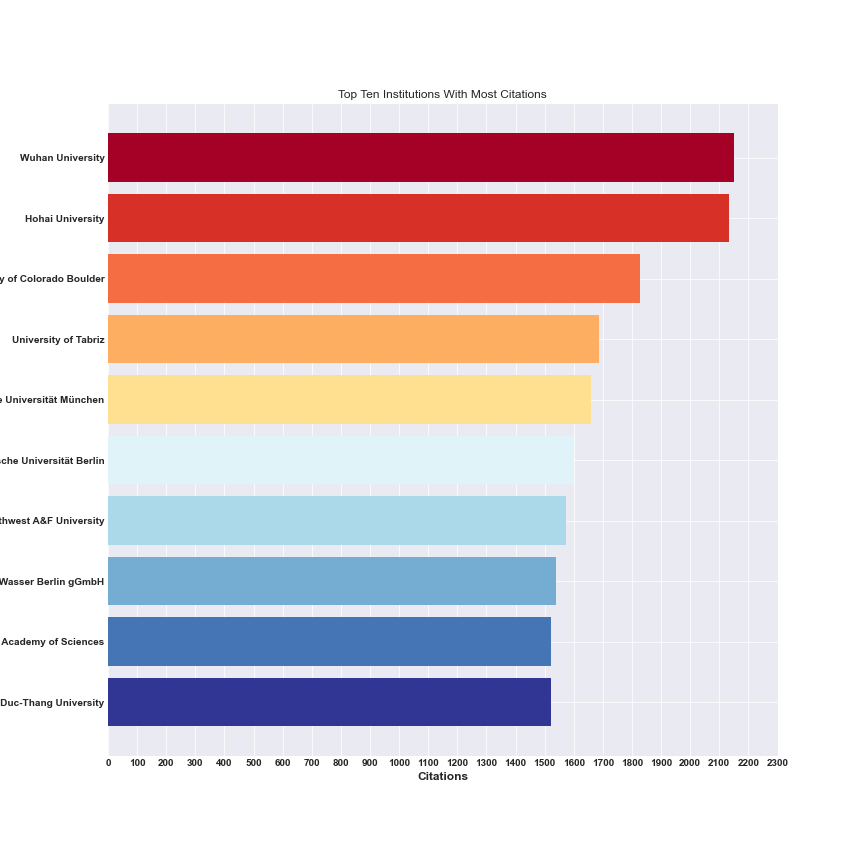 Top Ten Institutions With Most Citations
Wuhan University
Hohai University
of Colorado Boulder
University of Tabriz
Universität München
Universität Berlin
A&F University
Wasser Berlin gGmbH
Academy of Sciences
Duc-Thang University
0 100 200 300 400 500 600 700 800 900 1000 1100 1200 1300 1400 1500 1600 1700 1800 1900 2000 2100 2200 2300
Citations